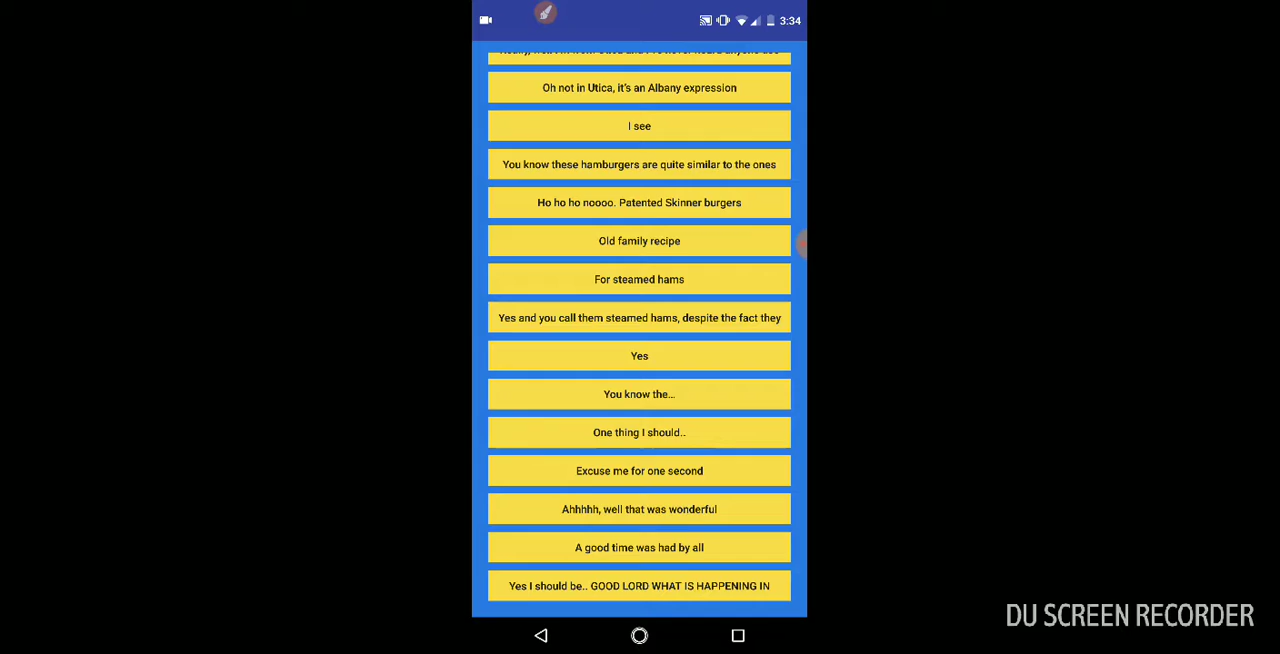 3:34
Oh not in Utica, it's an Albany expression
I see
You know these hamburgers are quite similar to the ones
Ho ho ho noooo. Patented Skinner burgers
Old family recipe
For steamed hams
Yes and you call them steamed hams, despite the fact they
Yes
You know the...
One thing I should..
Excuse me for one second
Ahhhhh, well that was wonderful
A good time was had by all
Yes I should be.. GOOD LORD WHAT IS HAPPENING IN
DU SCREEN RECORDER